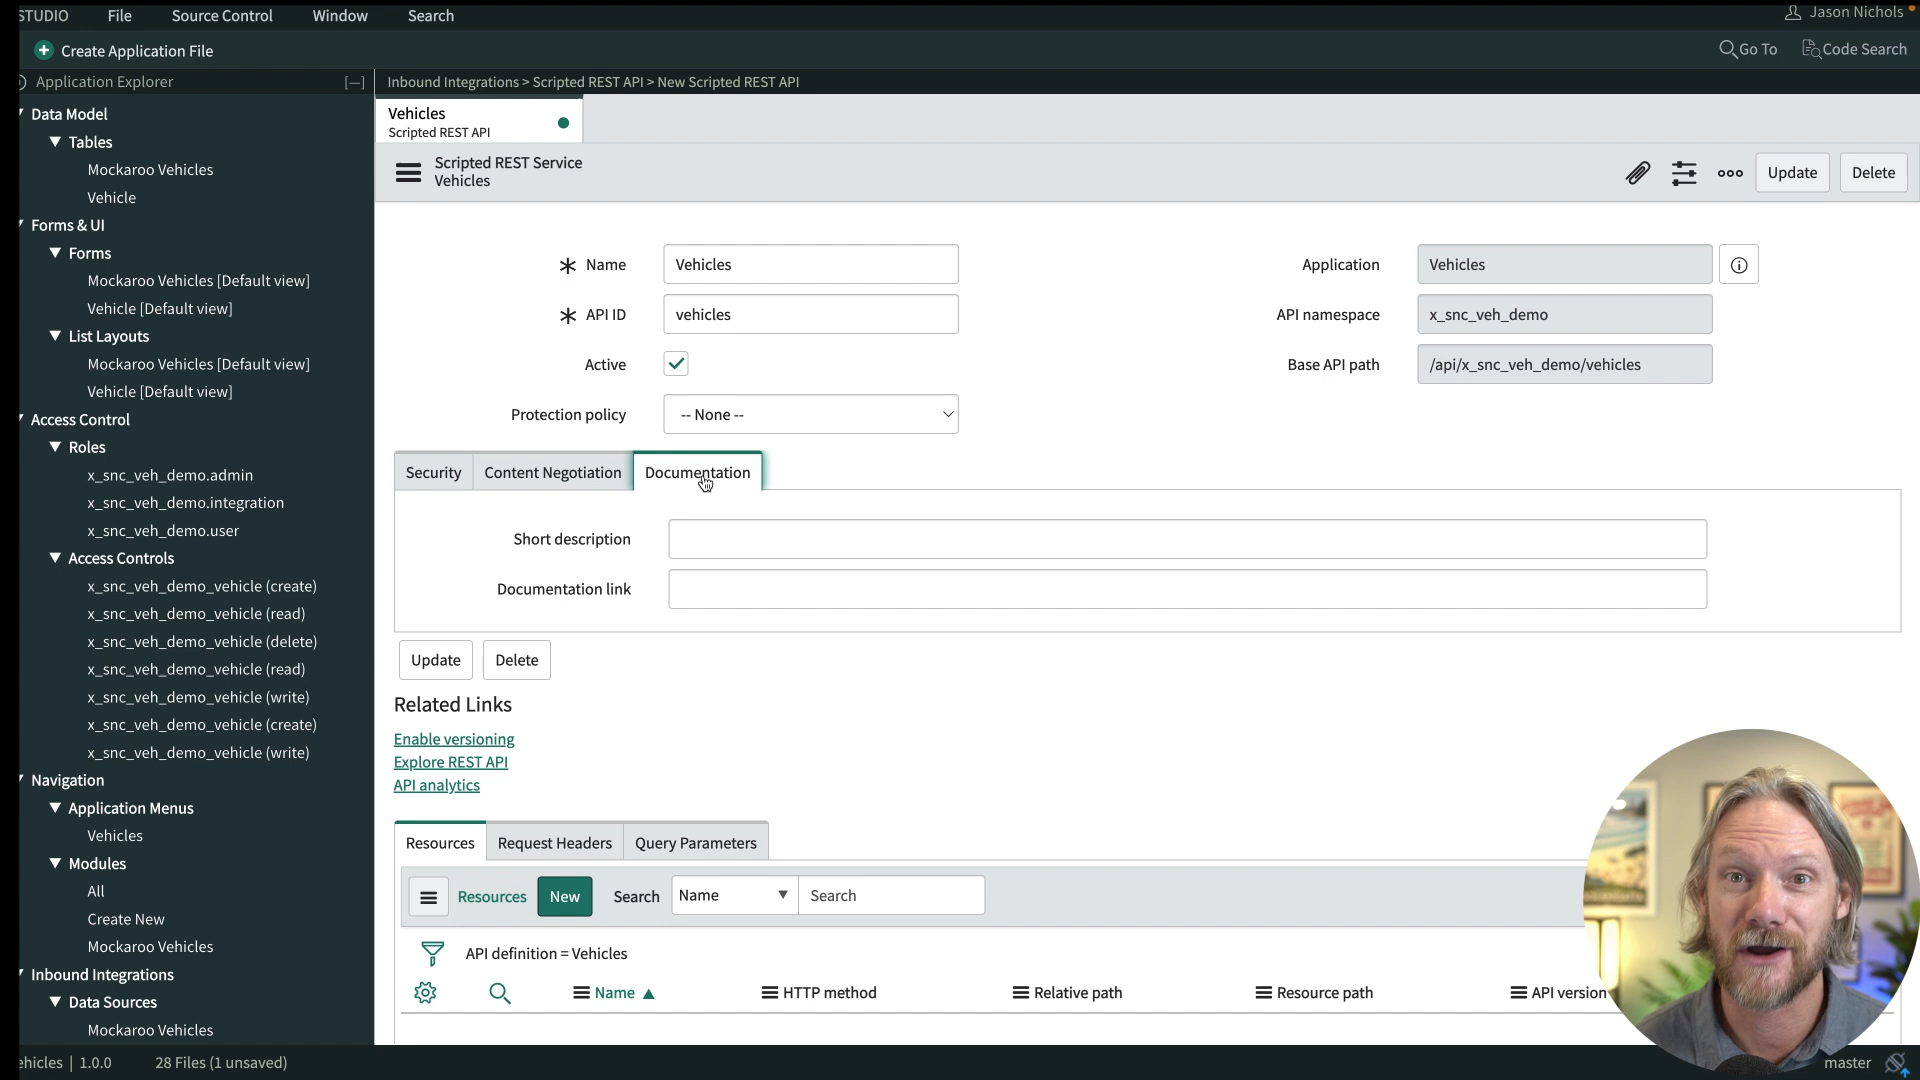 STUDIO File Source Control Window Search Jason Nichols
Create Application File Go To Code Search
Application Explorer [—] Inbound Integrations > Scripted REST API > New Scripted REST API
Data Model
Tables
Mockaroo Vehicles
Vehicle
Forms & UI
Forms
Mockaroo Vehicles [Default view]
Vehicle [Default view]
List Layouts
Mockaroo Vehicles [Default view]
Vehicle [Default view]
Access Control
Roles
x_snc_veh_demo.admin
x_snc_veh_demo.integration
x_snc_veh_demo.user
Access Controls
x_snc_veh_demo_vehicle (create)
x_snc_veh_demo_vehicle (read)
x_snc_veh_demo_vehicle (delete)
x_snc_veh_demo_vehicle (read)
x_snc_veh_demo_vehicle (write)
x_snc_veh_demo_vehicle (create)
x_snc_veh_demo_vehicle (write)
Navigation
Application Menus
Vehicles
Modules
All
Create New
Mockaroo Vehicles
Inbound Integrations
Data Sources
Mockaroo Vehicles
Vehicles
Scripted REST API
Scripted REST Service
Vehicles
Update Delete
Name Vehicles Application Vehicles
API ID vehicles API namespace x_snc_veh_demo
Active Base API path /api/x_snc_veh_demo/vehicles
Protection policy -- None --
Security Content Negotiation Documentation
Short description
Documentation link
Update Delete
Related Links
Enable versioning
Explore REST API
API analytics
Resources Request Headers Query Parameters
Resources New Search Name Search
API definition = Vehicles
Name HTTP method Relative path Resource path API version
ehicles | 1.0.0 28 Files (1 unsaved) master